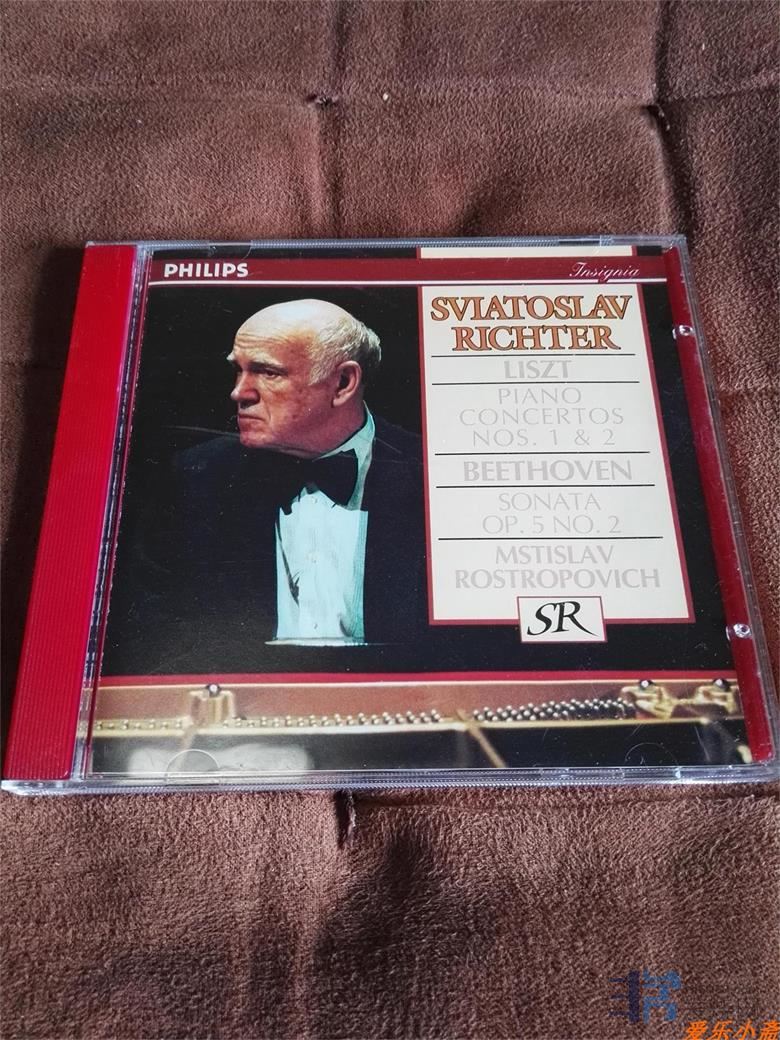 PHILIPS
Insignia
SVIATOSLAV
RICHTER
LISZT
PIANO
CONCERTOS
NOS. 1 & 2
BEETHOVEN
SONATA
OP. 5 NO. 2
MSTISLAV
ROSTROPOVICH
SR
爱乐小斋